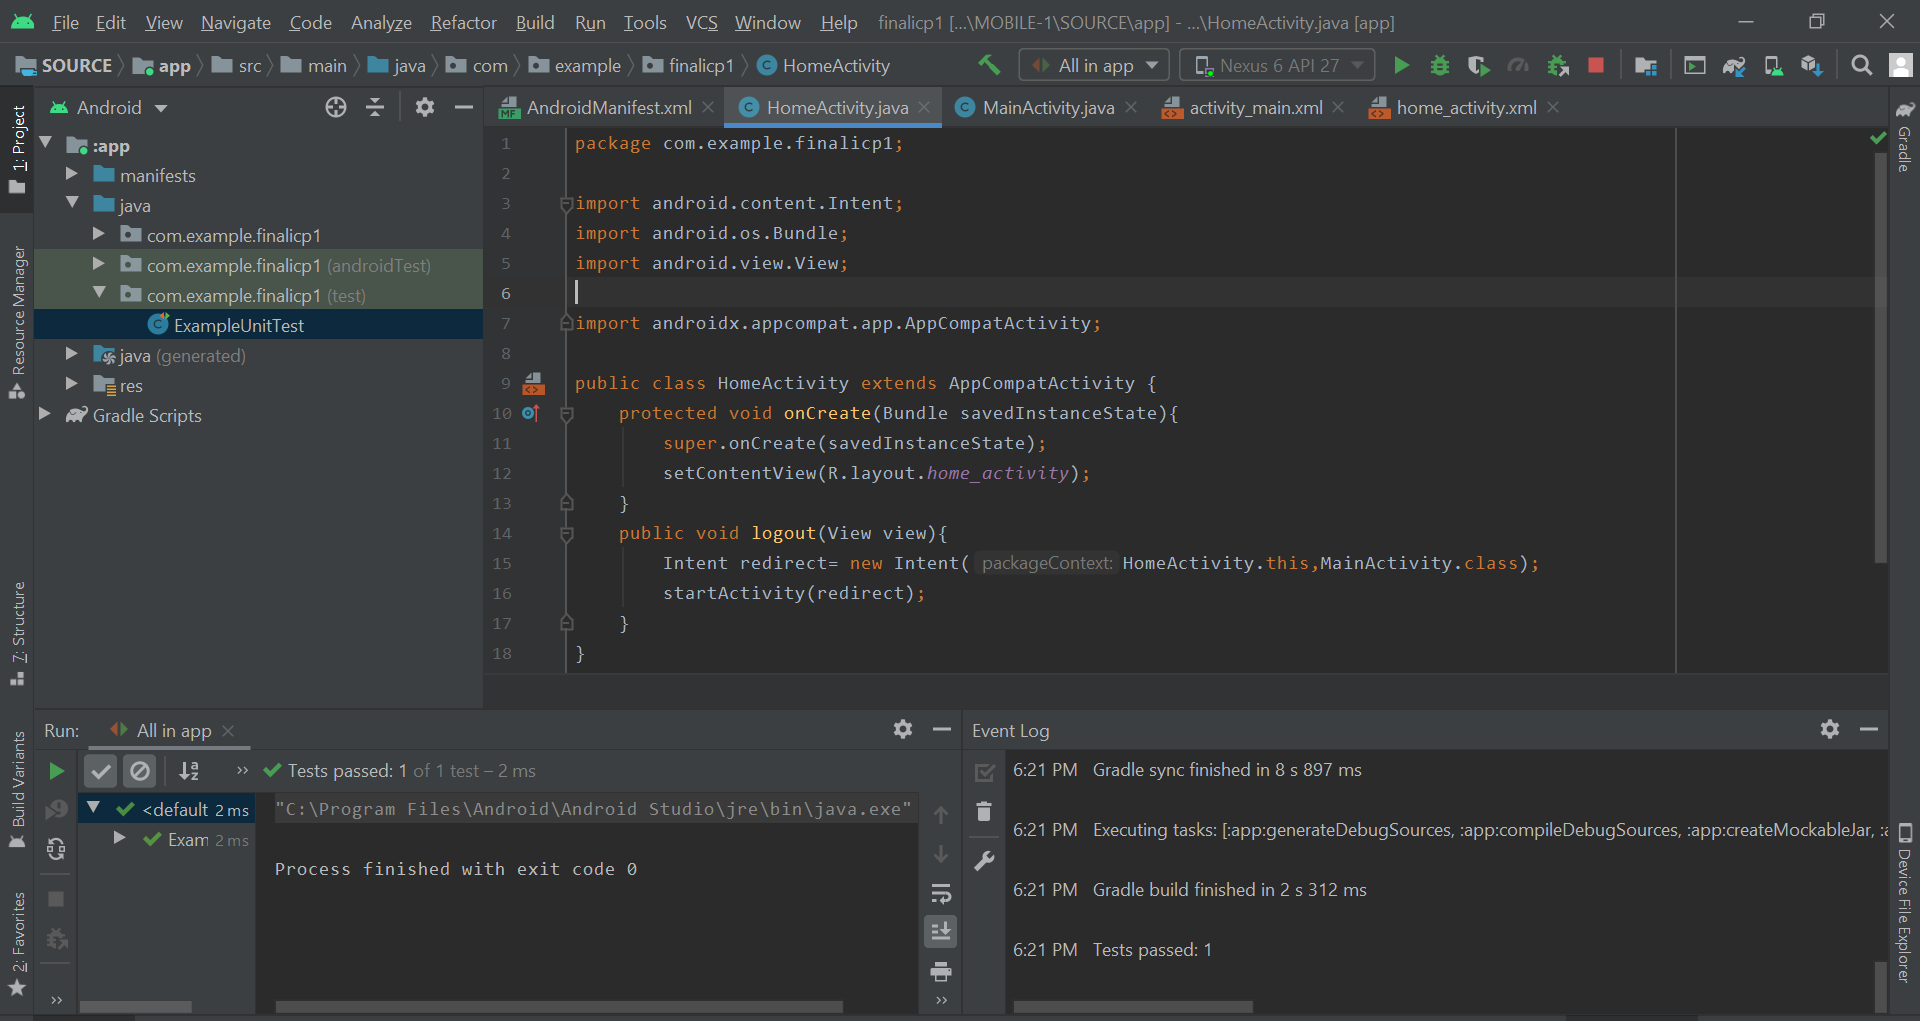 File Edit View Navigate Code Analyze Refactor Build Run Tools VCS Window Help finalicp1 [...\MOBILE-1\SOURCE\app] - ...\HomeActivity.java [app]
SOURCE app src main java com example finalicp1 HomeActivity All in app Nexus 6 API 27
Android
AndroidManifest.xml HomeActivity.java MainActivity.java activity_main.xml home_activity.xml
1: Project
Resource Manager
7: Structure
Build Variants
2: Favorites
:app
manifests
java
com.example.finalicp1
com.example.finalicp1 (androidTest)
com.example.finalicp1 (test)
ExampleUnitTest
java (generated)
res
Gradle Scripts
1 package com.example.finalicp1;
2
3 import android.content.Intent;
4 import android.os.Bundle;
5 import android.view.View;
6
7 import androidx.appcompat.app.AppCompatActivity;
8
9 public class HomeActivity extends AppCompatActivity {
10 protected void onCreate(Bundle savedInstanceState){
11 super.onCreate(savedInstanceState);
12 setContentView(R.layout.home_activity);
13 }
14 public void logout(View view){
15 Intent redirect= new Intent( packageContext: HomeActivity.this,MainActivity.class);
16 startActivity(redirect);
17 }
18 }
Gradle
Device File Explorer
Run: All in app
Tests passed: 1 of 1 test – 2 ms
<default 2 ms
Exam 2 ms
"C:\Program Files\Android\Android Studio\jre\bin\java.exe"
Process finished with exit code 0
Event Log
6:21 PM Gradle sync finished in 8 s 897 ms
6:21 PM Executing tasks: [:app:generateDebugSources, :app:compileDebugSources, :app:createMockableJar, :a
6:21 PM Gradle build finished in 2 s 312 ms
6:21 PM Tests passed: 1